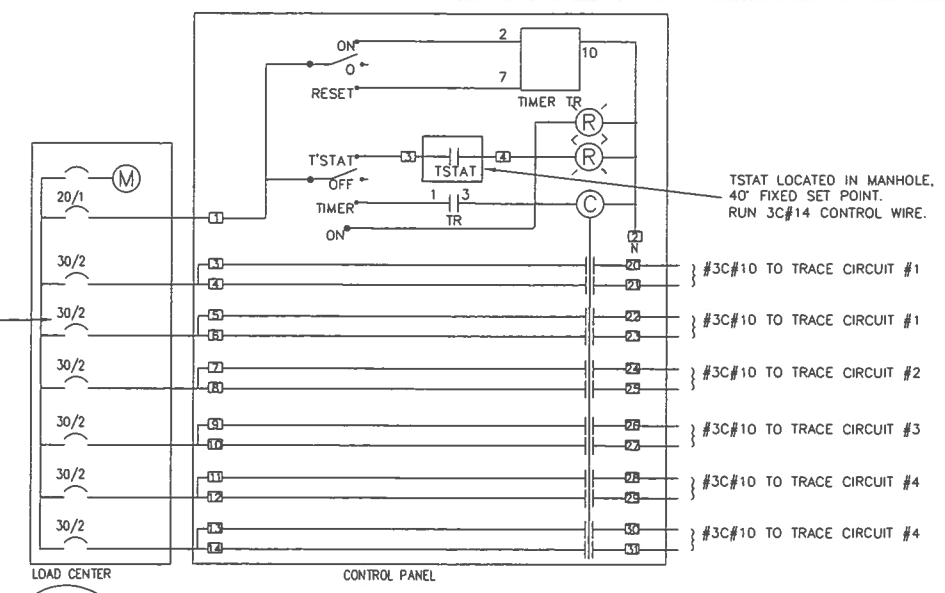 ON
2
10
O
RESET
7
TIMER TR
R
T'STAT
3
4
R
TSTAT
OFF
TSTAT LOCATED IN MANHOLE,
40° FIXED SET POINT.
RUN 3C#14 CONTROL WIRE.
M
20/1
1
TIMER
1
3
TR
C
ON
2
N
30/2
3
20
#3C#10 TO TRACE CIRCUIT #1
4
21
30/2
5
22
#3C#10 TO TRACE CIRCUIT #1
6
23
30/2
7
24
#3C#10 TO TRACE CIRCUIT #2
8
25
30/2
9
26
#3C#10 TO TRACE CIRCUIT #3
10
27
30/2
11
28
#3C#10 TO TRACE CIRCUIT #4
12
29
30/2
13
30
#3C#10 TO TRACE CIRCUIT #4
14
31
LOAD CENTER
CONTROL PANEL